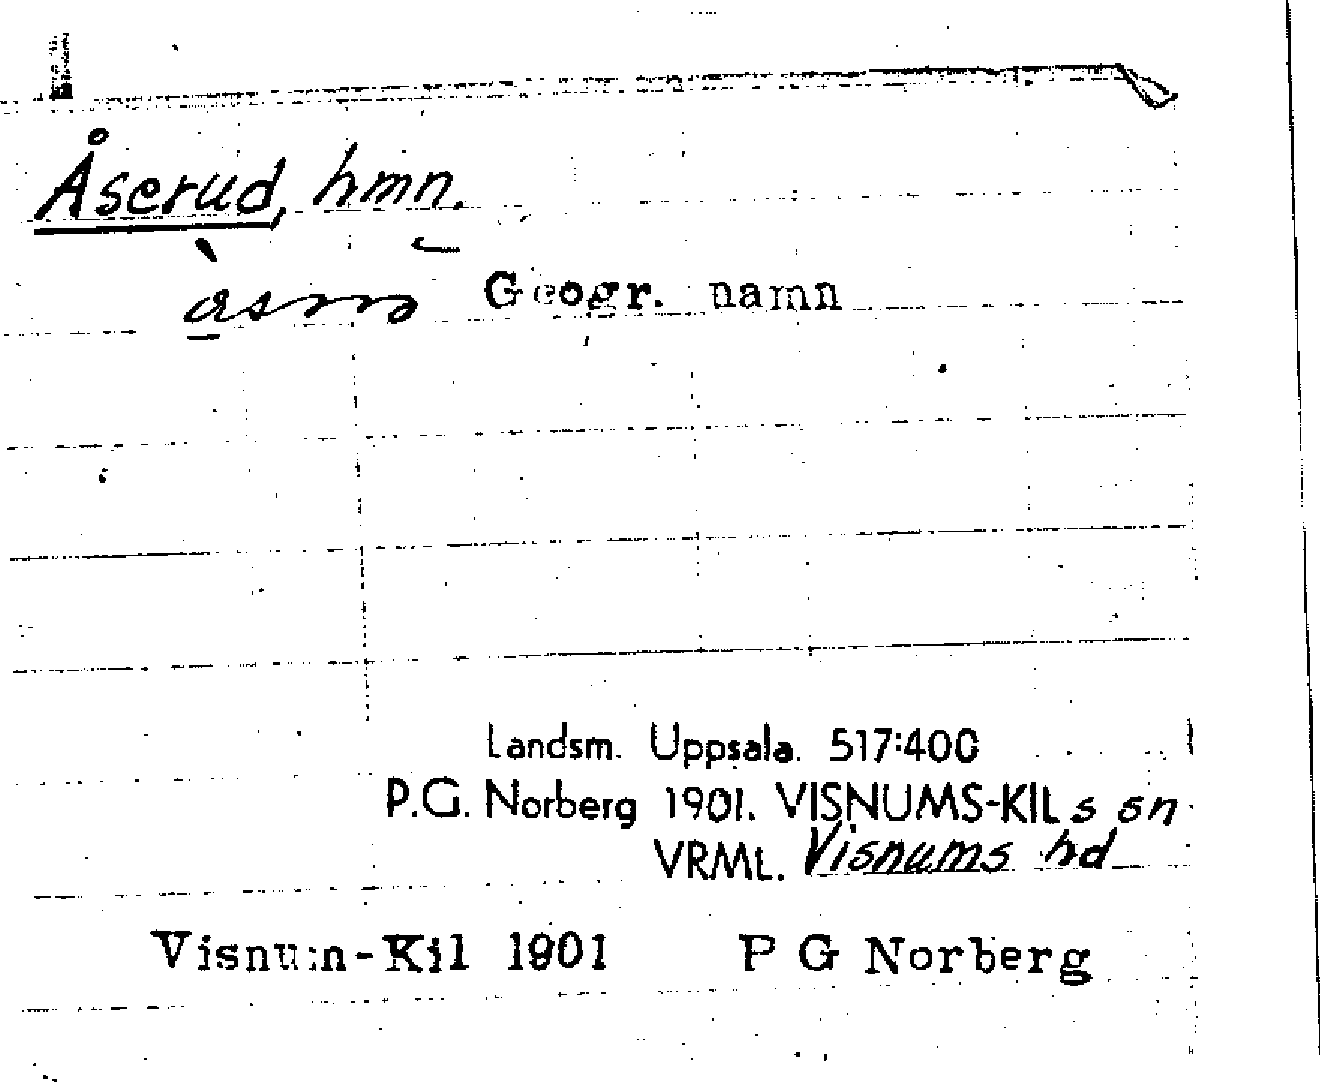 Åserud, hmn.
Geogr. namn
Landsm. Uppsala. 517:400
P.G. Norberg 1901. VISNUMS-KIL s sn
VRML. Visnums hd
Visnum-Kil 1901 P G Norberg